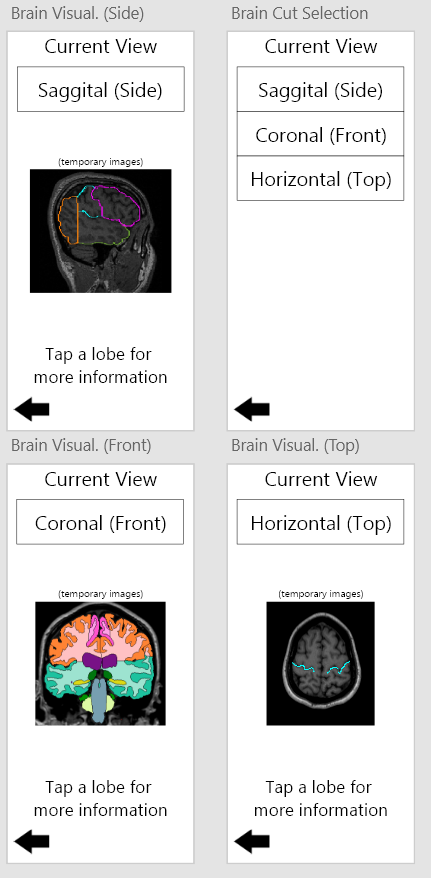 Brain Visual. (Side)
Current View
Saggital (Side)
(temporary images)
Tap a lobe for
more information
Brain Cut Selection
Current View
Saggital (Side)
Coronal (Front)
Horizontal (Top)
Brain Visual. (Front)
Current View
Coronal (Front)
(temporary images)
Tap a lobe for
more information
Brain Visual. (Top)
Current View
Horizontal (Top)
(temporary images)
Tap a lobe for
more information